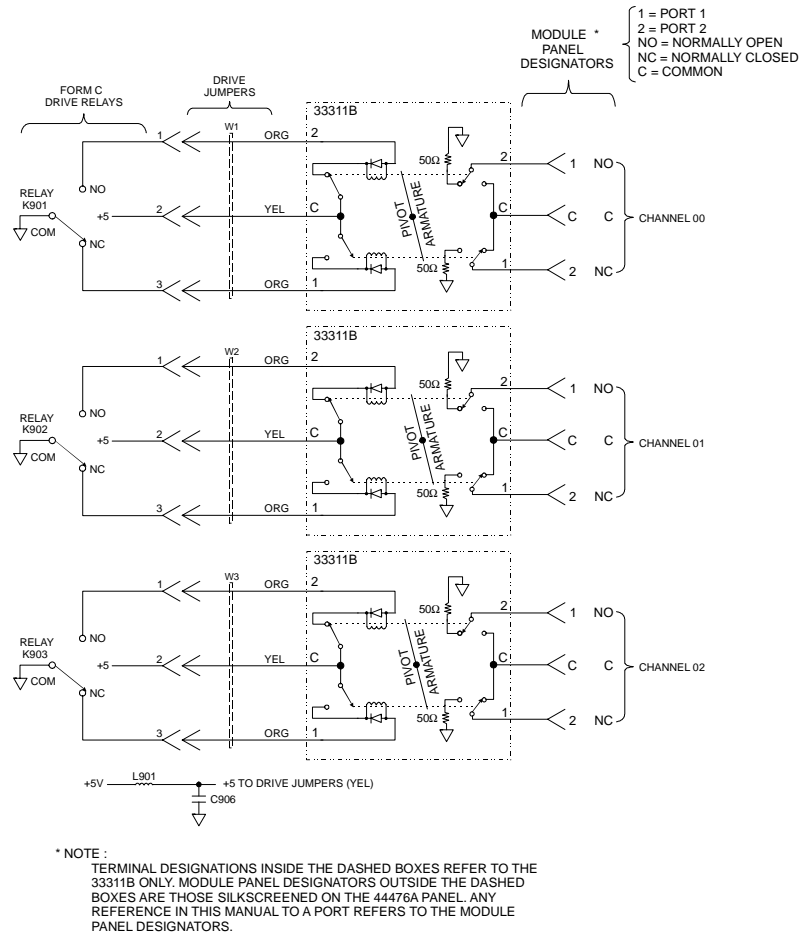 1 = PORT 1
2 = PORT 2
NO = NORMALLY OPEN
NC = NORMALLY CLOSED
C = COMMON
MODULE *
PANEL
DESIGNATORS
FORM C
DRIVE RELAYS
DRIVE
JUMPERS
33311B
1 W1 ORG 2
50Ω 2 1 NO
NO
RELAY
K901
+5 2 YEL C
PIVOT
ARMATURE
C C C CHANNEL 00
COM
NC
50Ω 1 2 NC
3 ORG 1
33311B
1 W2 ORG 2
50Ω 2 1 NO
NO
RELAY
K902
+5 2 YEL C
PIVOT
ARMATURE
C C C CHANNEL 01
COM
NC
50Ω 1 2 NC
3 ORG 1
33311B
1 W3 ORG 2
50Ω 2 1 NO
NO
RELAY
K903
+5 2 YEL C
PIVOT
ARMATURE
C C C CHANNEL 02
COM
NC
50Ω 1 2 NC
3 ORG 1
+5V L901 +5 TO DRIVE JUMPERS (YEL)
C906
* NOTE :
TERMINAL DESIGNATIONS INSIDE THE DASHED BOXES REFER TO THE
33311B ONLY. MODULE PANEL DESIGNATORS OUTSIDE THE DASHED
BOXES ARE THOSE SILKSCREENED ON THE 44476A PANEL. ANY
REFERENCE IN THIS MANUAL TO A PORT REFERS TO THE MODULE
PANEL DESIGNATORS.